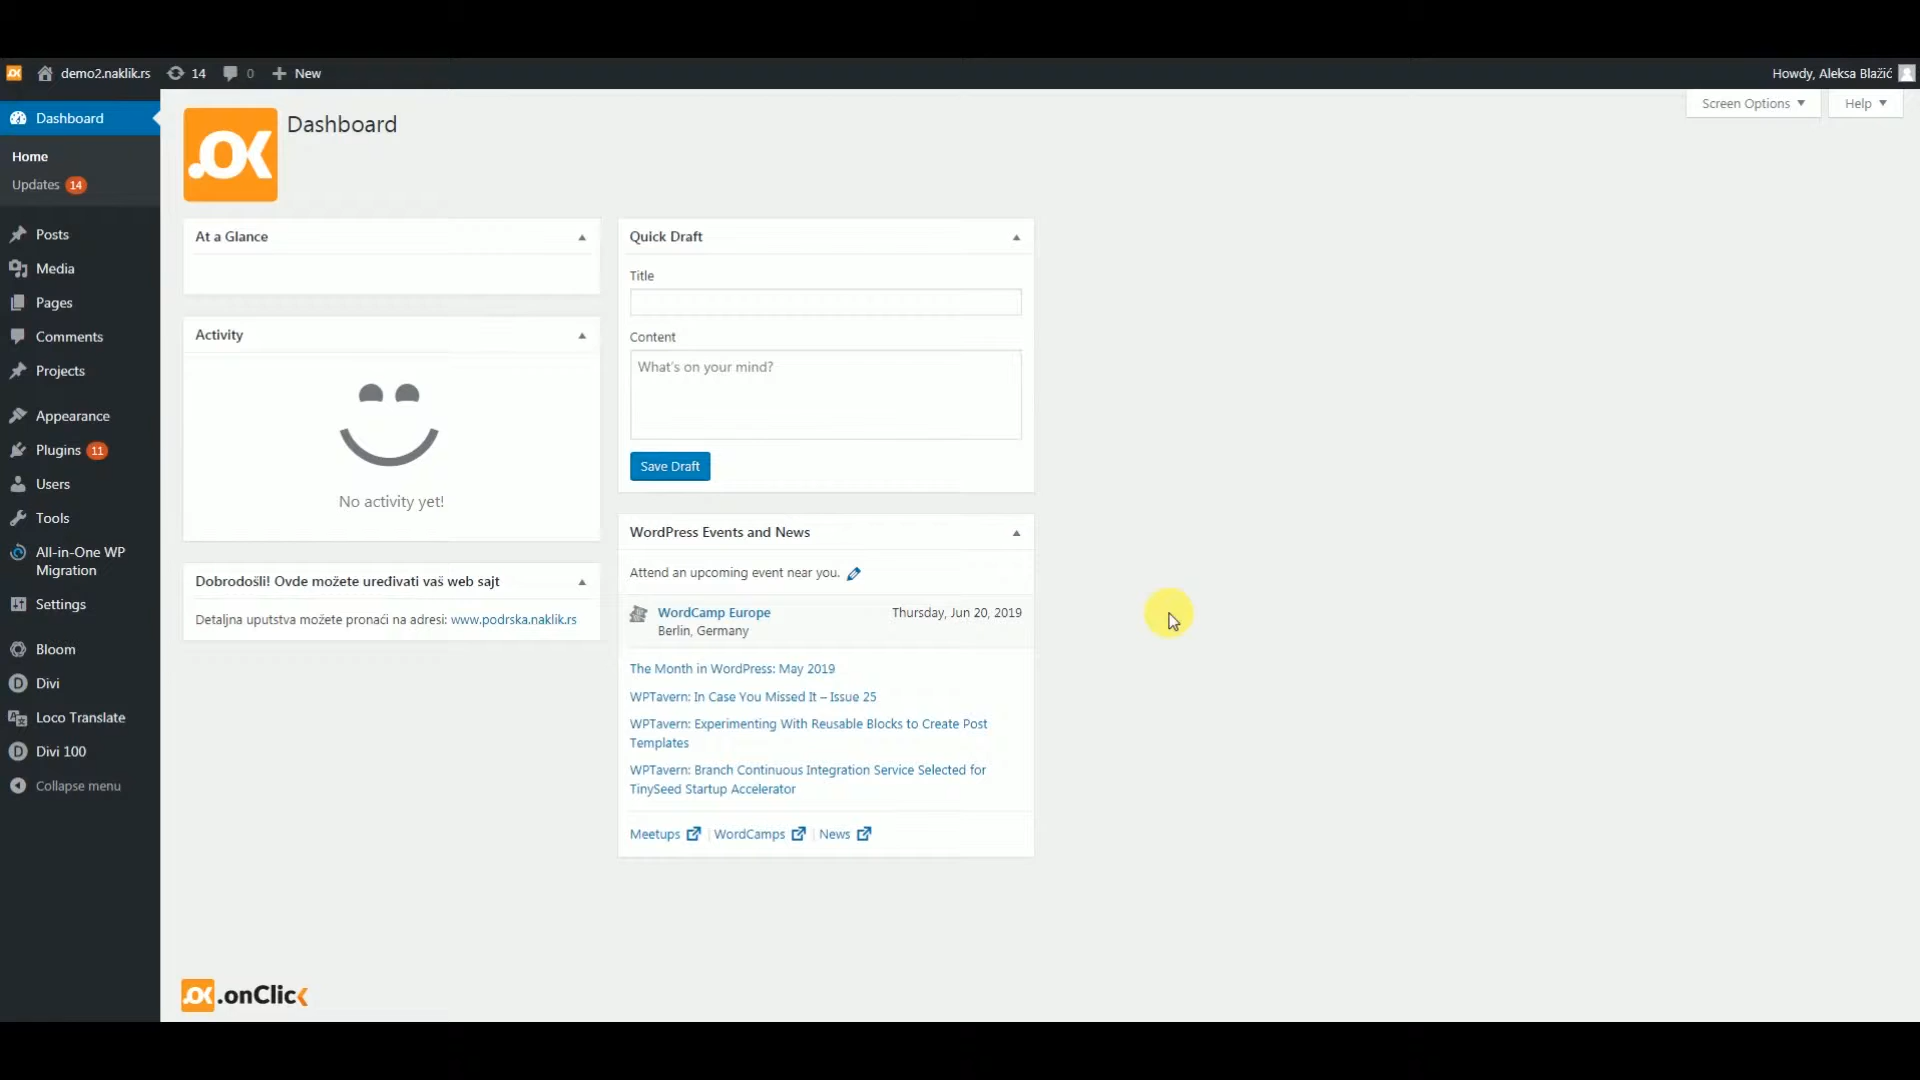 demo2.naklik.rs
14
0
New
Howdy, Aleksa Blažić
Screen Options
Help
Dashboard
Home
Updates 14
Posts
Media
Pages
Comments
Projects
Appearance
Plugins 11
Users
Tools
All-in-One WP
Migration
Settings
Bloom
Divi
Loco Translate
Divi 100
Collapse menu
.OK
Dashboard
At a Glance
Activity
No activity yet!
Dobrodošli! Ovde možete uređivati vaš web sajt
Detaljna uputstva možete pronaći na adresi: www.podrska.naklik.rs
Quick Draft
Title
Content
What's on your mind?
Save Draft
WordPress Events and News
Attend an upcoming event near you.
WordCamp Europe
Thursday, Jun 20, 2019
Berlin, Germany
The Month in WordPress: May 2019
WPTavern: In Case You Missed It – Issue 25
WPTavern: Experimenting With Reusable Blocks to Create Post
Templates
WPTavern: Branch Continuous Integration Service Selected for
TinySeed Startup Accelerator
Meetups | WordCamps | News
.OK .onClick